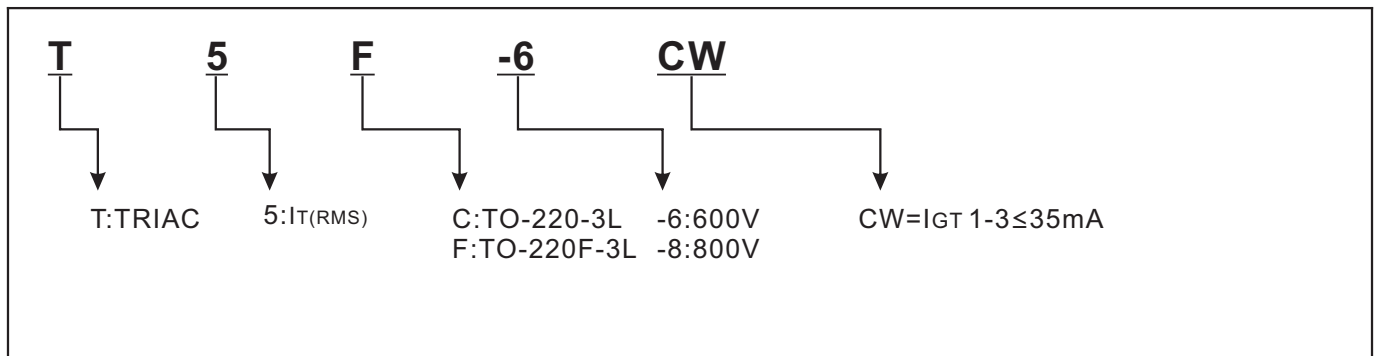 T 5 F -6 CW
T:TRIAC 5:IT(RMS) C:TO-220-3L -6:600V CW=IGT 1-3≤35mA
F:TO-220F-3L -8:800V